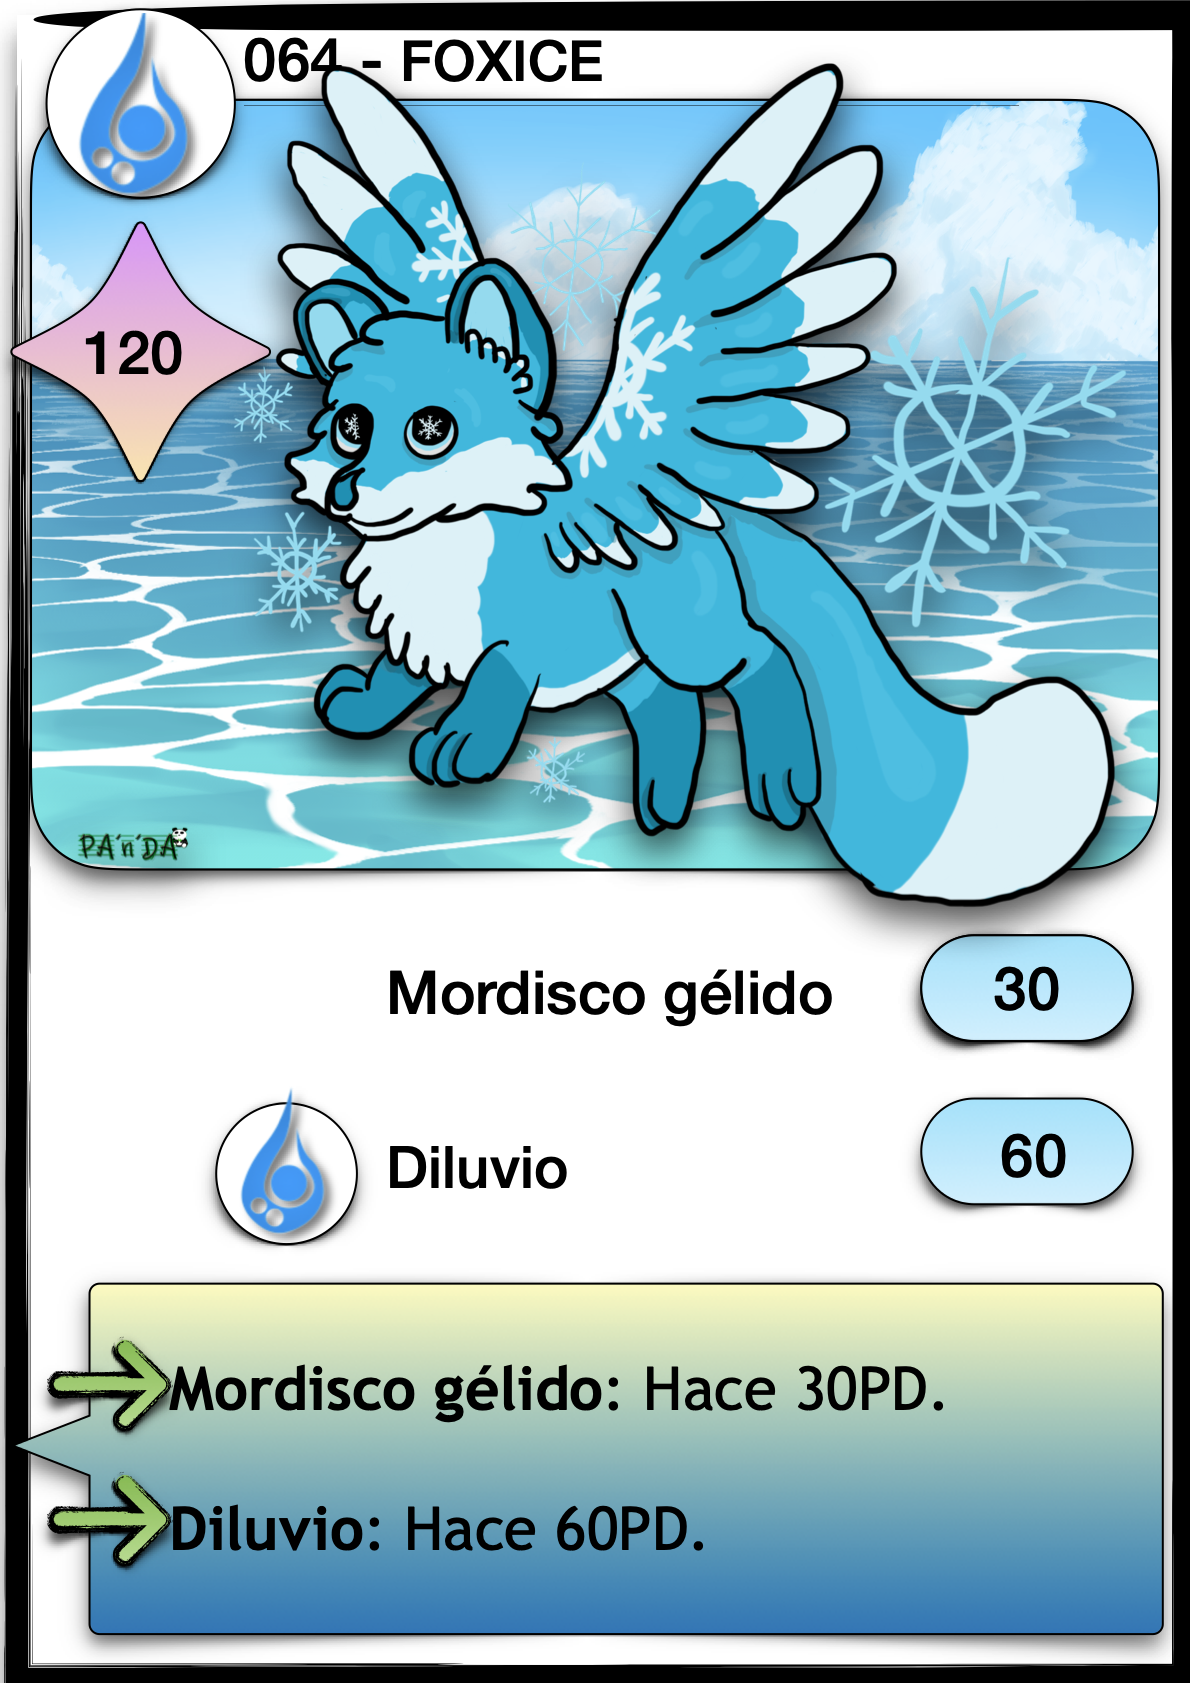 064 - FOXICE
120
PA'n'DA
Mordisco gélido 30
Diluvio 60
Mordisco gélido: Hace 30PD.
Diluvio: Hace 60PD.